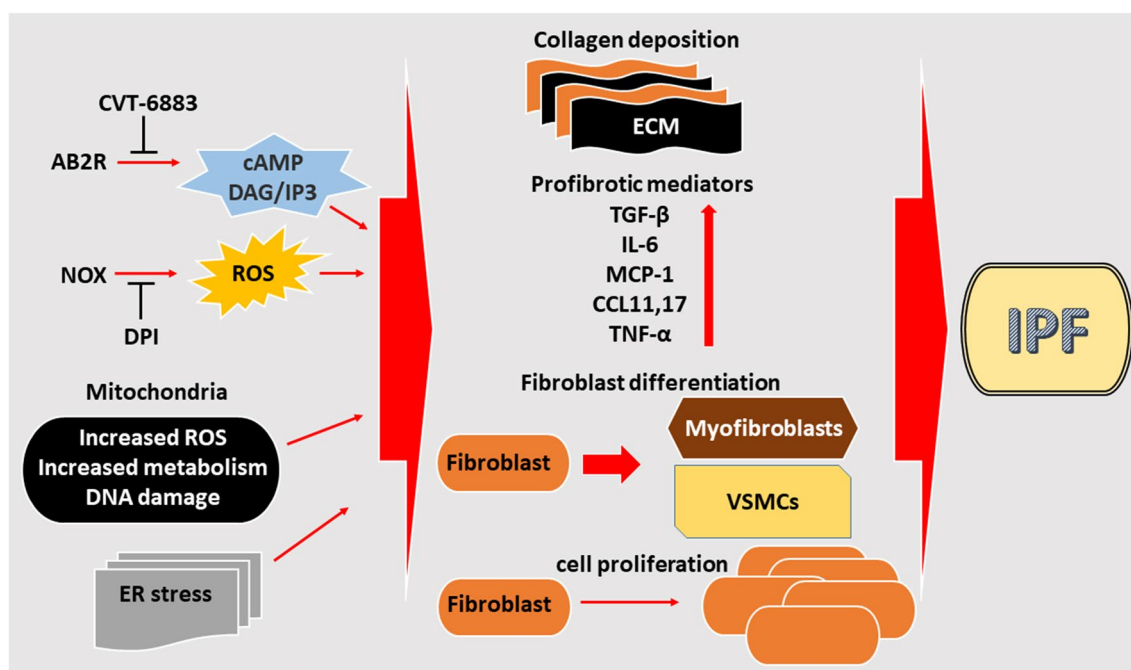 CVT-6883
AB2R
cAMP
DAG/IP3
NOX
ROS
DPI
Mitochondria
Increased ROS
Increased metabolism
DNA damage
ER stress
Collagen deposition
ECM
Profibrotic mediators
TGF-β
IL-6
MCP-1
CCL11,17
TNF-α
Fibroblast differentiation
Fibroblast
Myofibroblasts
VSMCs
cell proliferation
Fibroblast
IPF